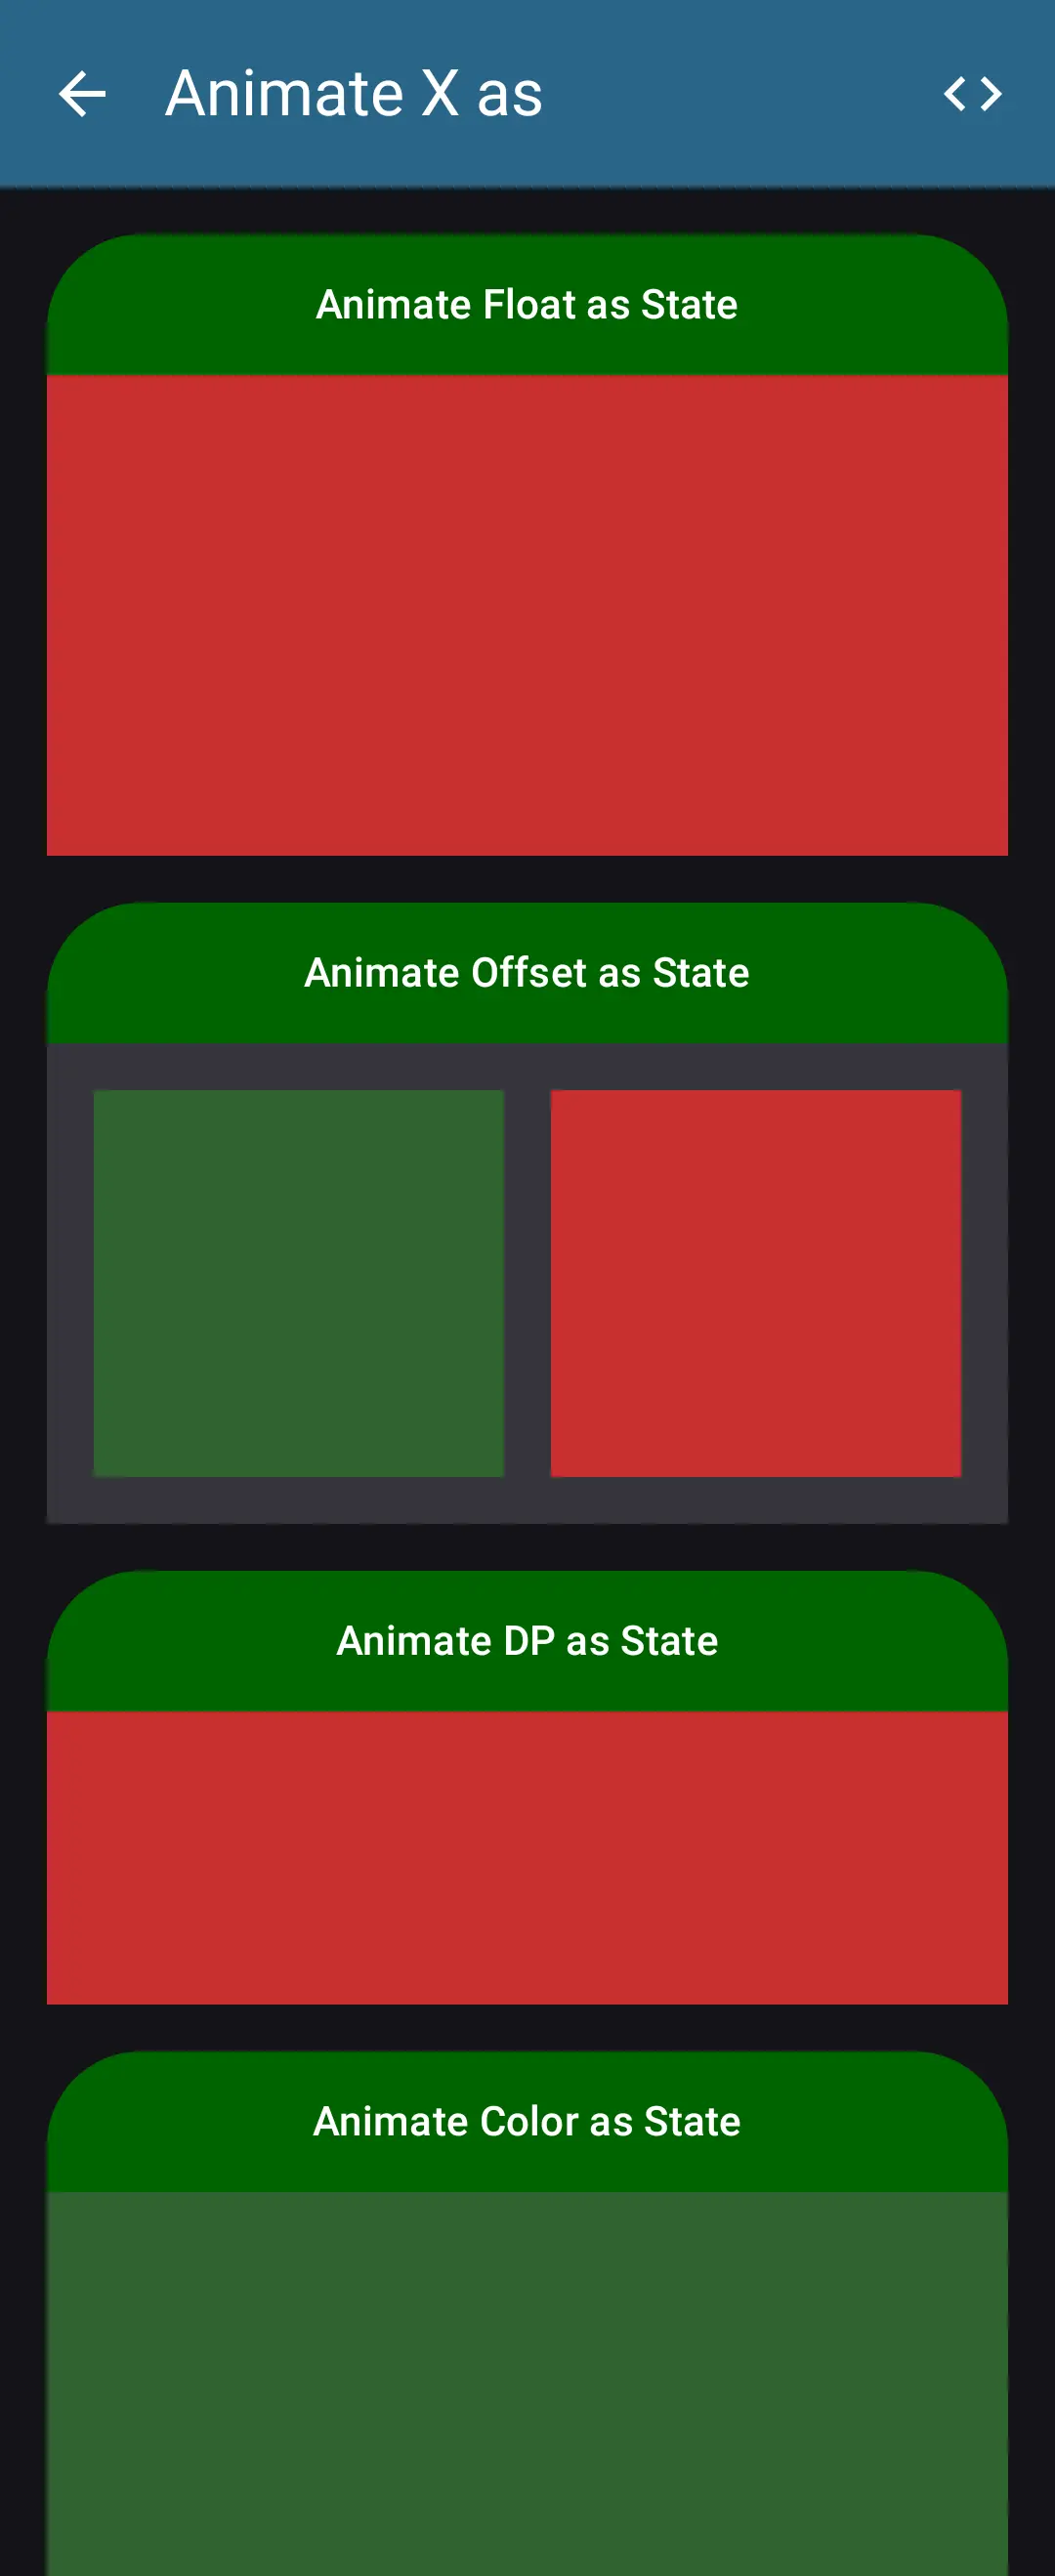 Animate X as
Animate Float as State
Animate Offset as State
Animate DP as State
Animate Color as State